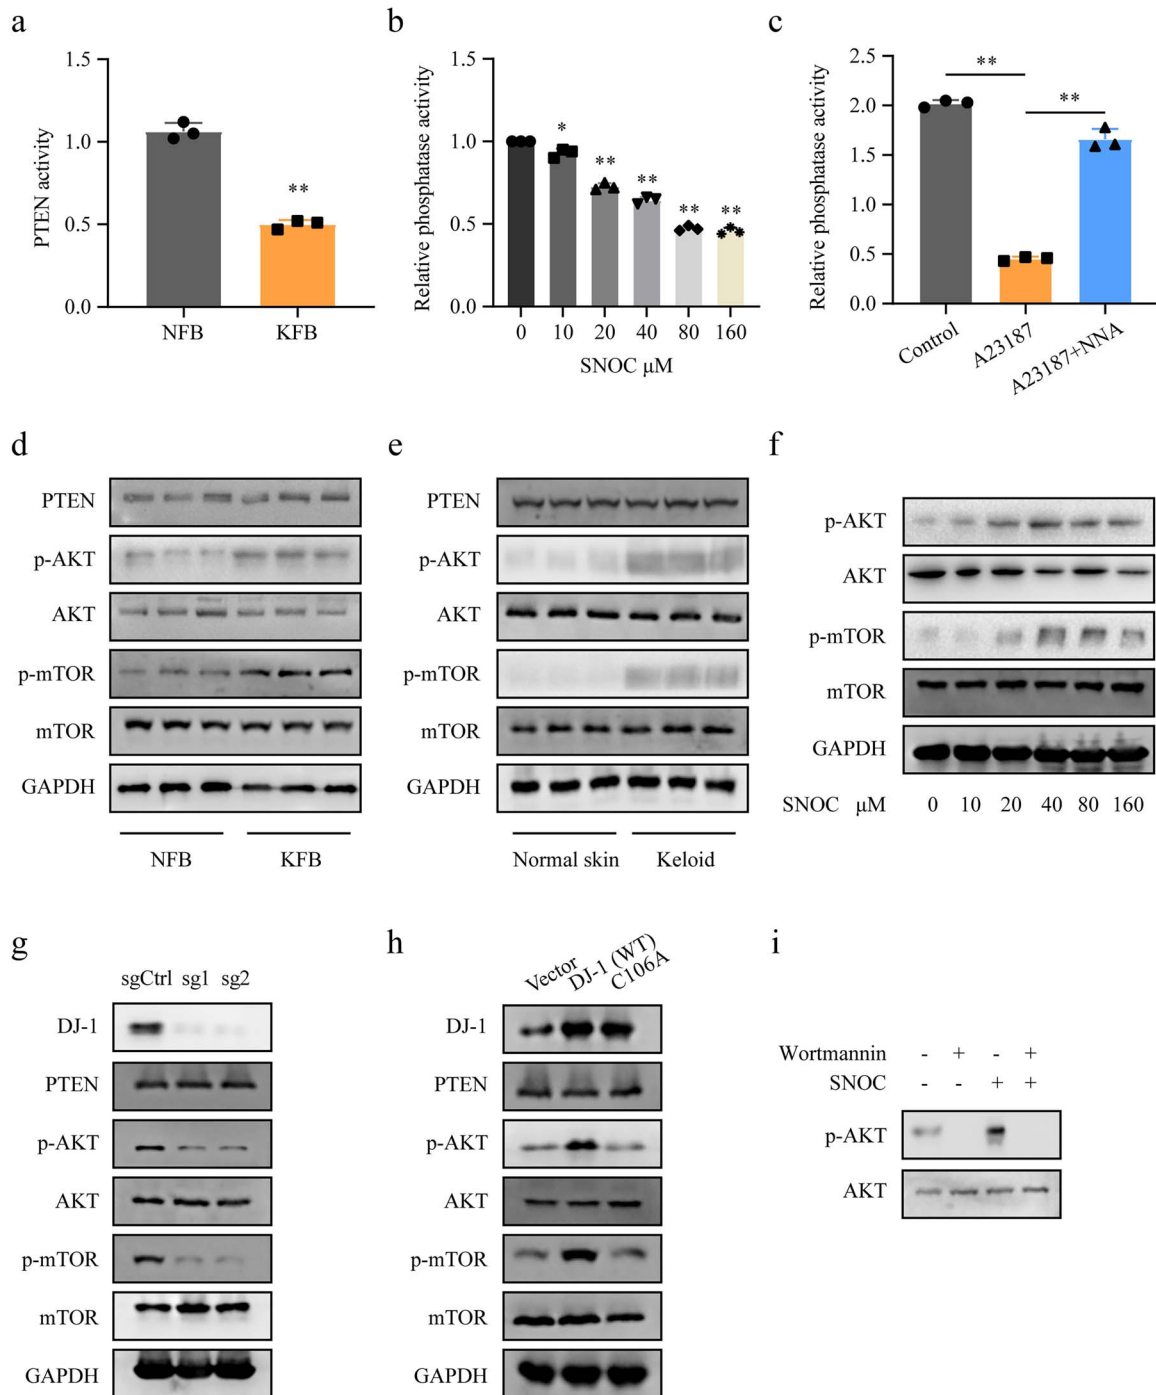 a
1.5
1.0
0.5
0.0
PTEN activity
**
NFB
KFB
b
1.5
1.0
0.5
0.0
Relative phosphatase activity
*
**
**
**
**
0 10 20 40 80 160
SNOC μM
c
2.5
2.0
1.5
1.0
0.5
0.0
Relative phosphatase activity
**
**
Control
A23187
A23187+NNA
d
PTEN
p-AKT
AKT
p-mTOR
mTOR
GAPDH
NFB KFB
e
PTEN
p-AKT
AKT
p-mTOR
mTOR
GAPDH
Normal skin Keloid
f
p-AKT
AKT
p-mTOR
mTOR
GAPDH
SNOC μM 0 10 20 40 80 160
g
sgCtrl sg1 sg2
DJ-1
PTEN
p-AKT
AKT
p-mTOR
mTOR
GAPDH
h
Vector
DJ-1 (WT)
C106A
DJ-1
PTEN
p-AKT
AKT
p-mTOR
mTOR
GAPDH
i
Wortmannin - + - +
SNOC - - + +
p-AKT
AKT